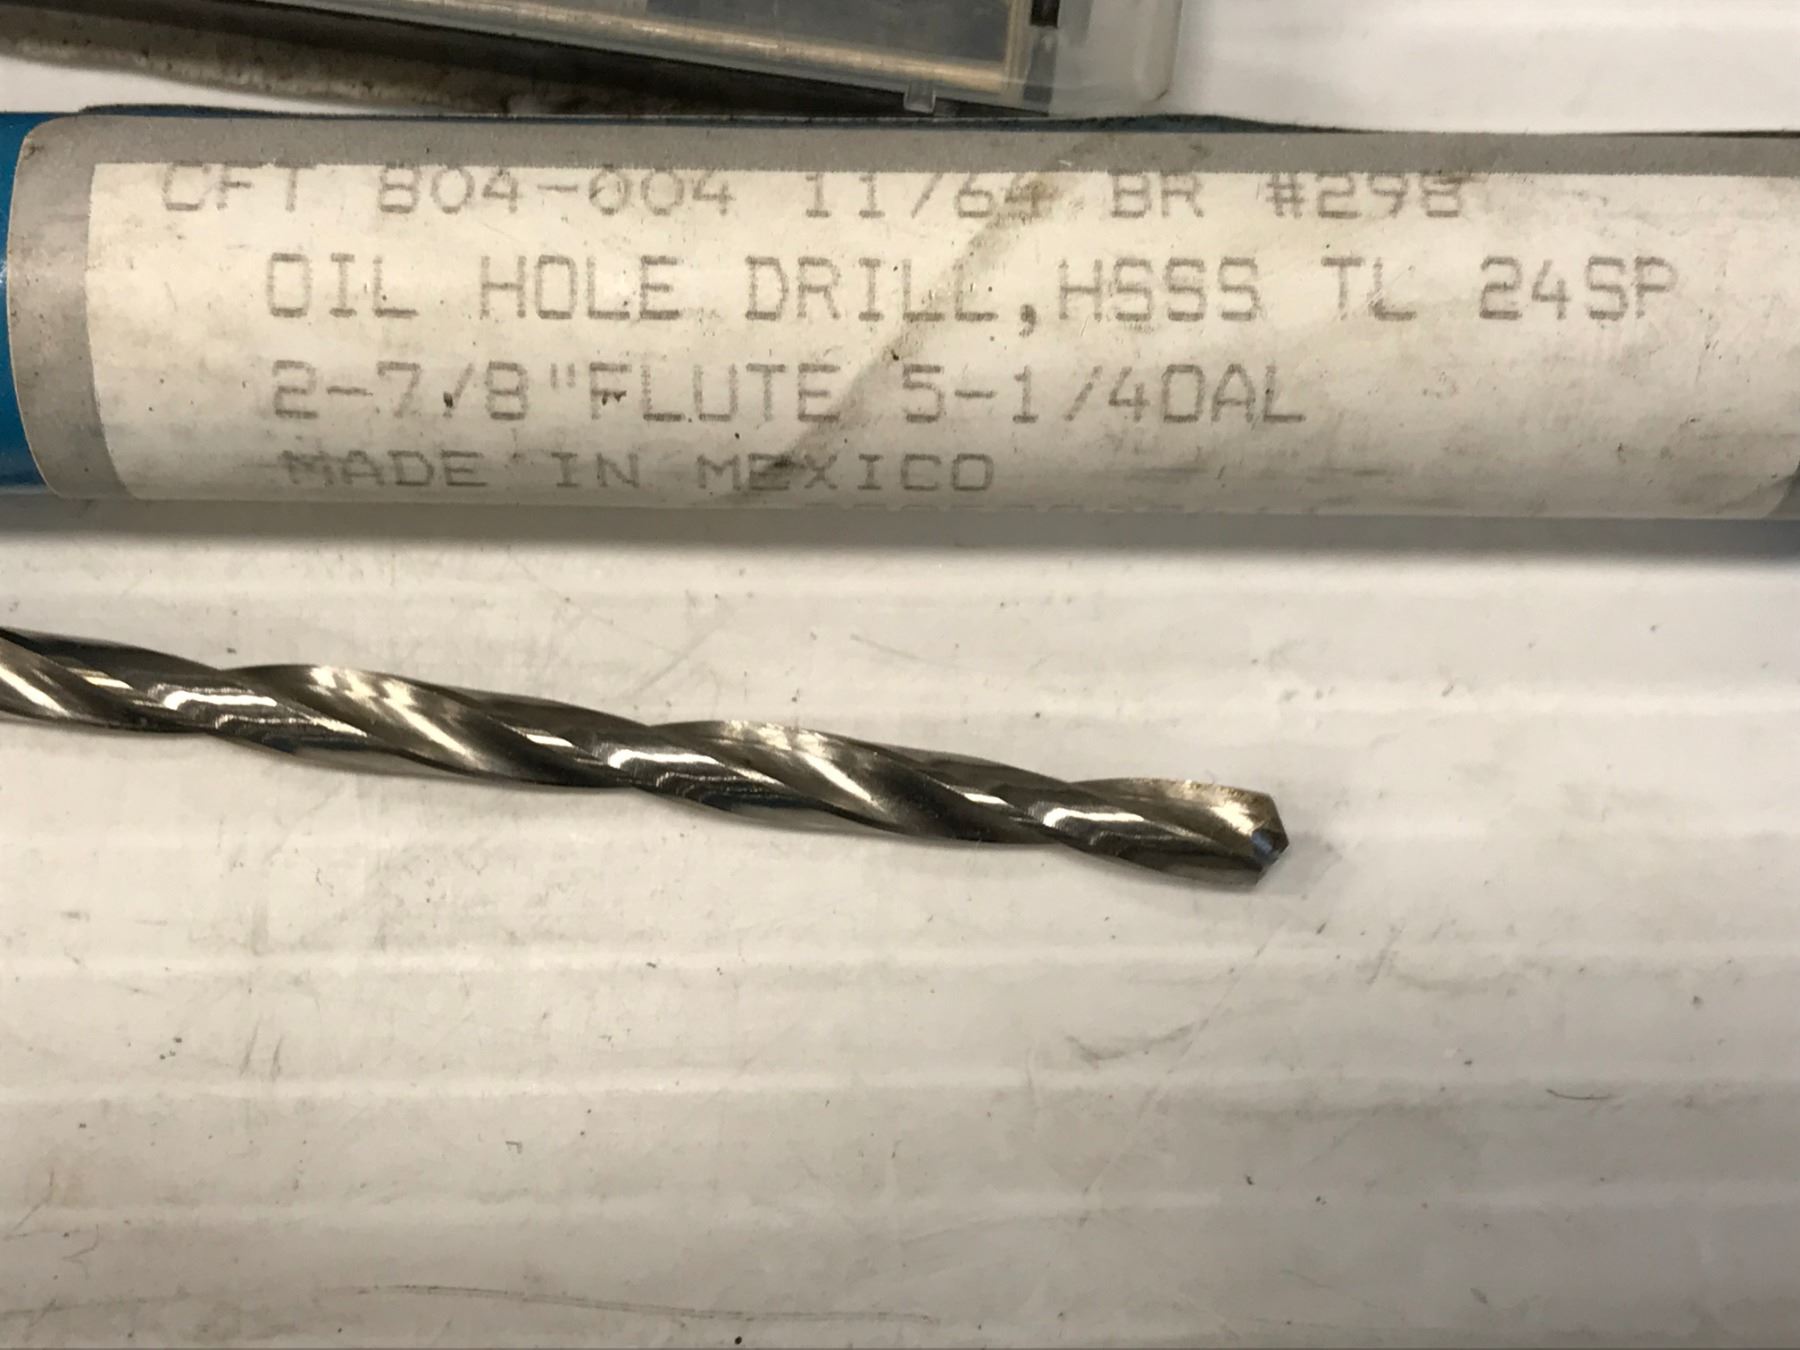 CFT 804-004 11/64 BR #298
OIL HOLE DRILL,HSSS TL 24SP
2-7/8"FLUTE 5-1/4OAL
MADE IN MEXICO